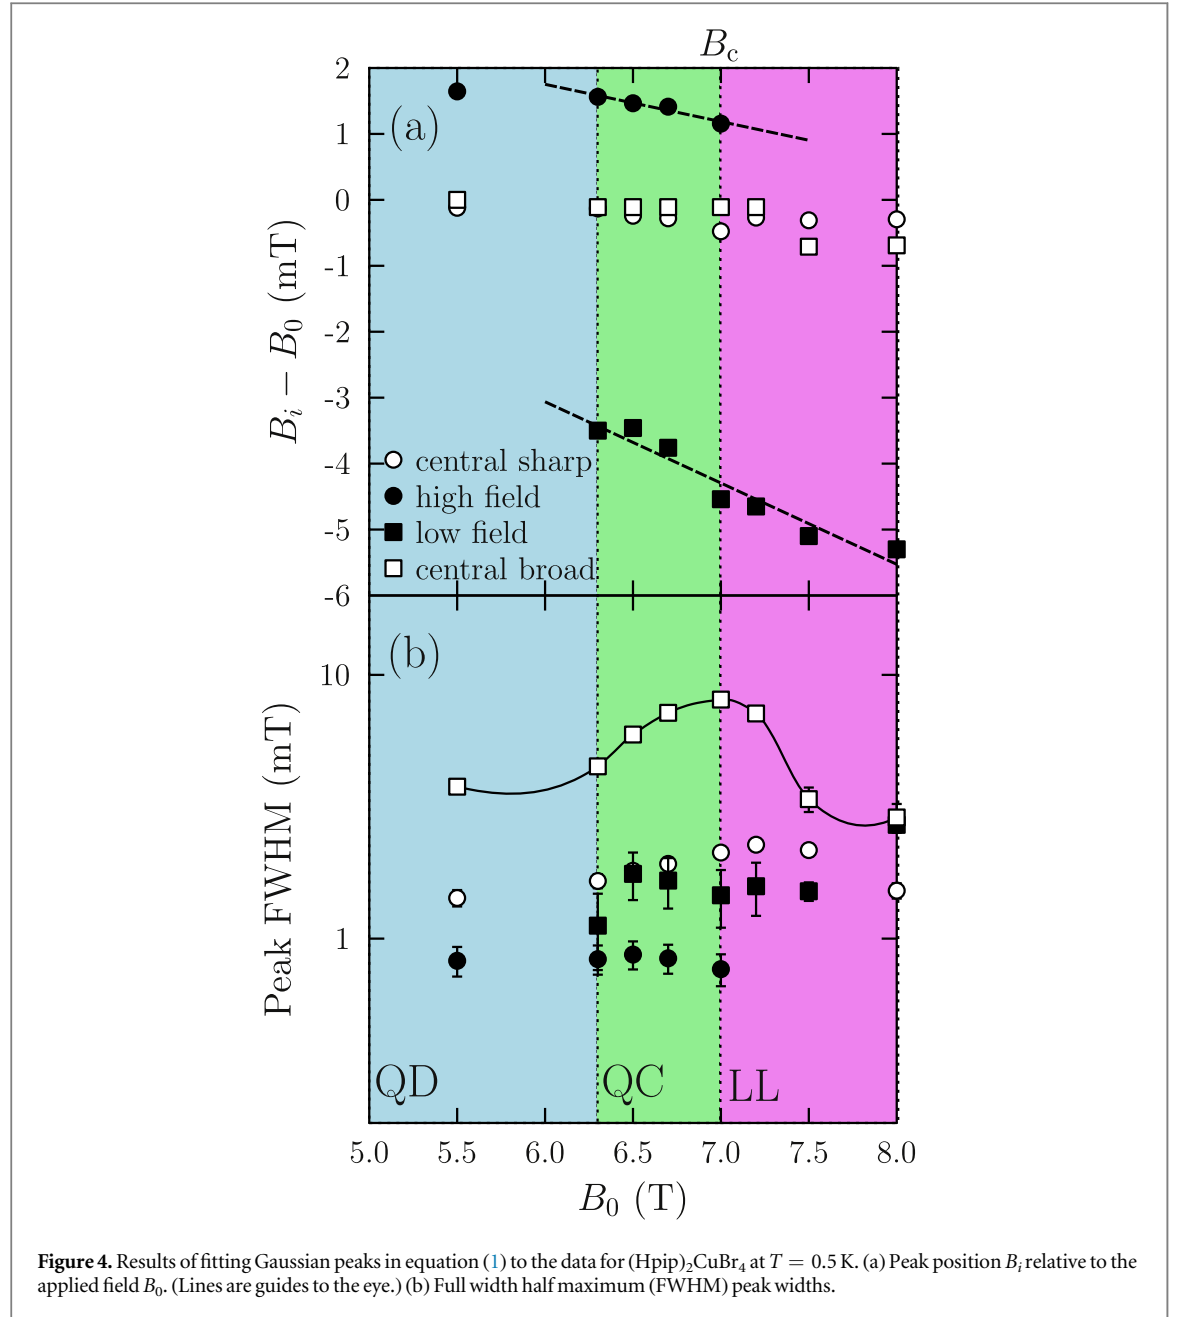 B_c
2
(a)
1
0
-1
-2
-3
-4
-5
-6
B_i − B_0 (mT)
central sharp
high field
low field
central broad
(b)
10
1
Peak FWHM (mT)
QD QC LL
5.0 5.5 6.0 6.5 7.0 7.5 8.0
B_0 (T)
Figure 4. Results of fitting Gaussian peaks in equation (1) to the data for (Hpip)₂CuBr₄ at T = 0.5 K. (a) Peak position B_i relative to the
applied field B_0. (Lines are guides to the eye.) (b) Full width half maximum (FWHM) peak widths.